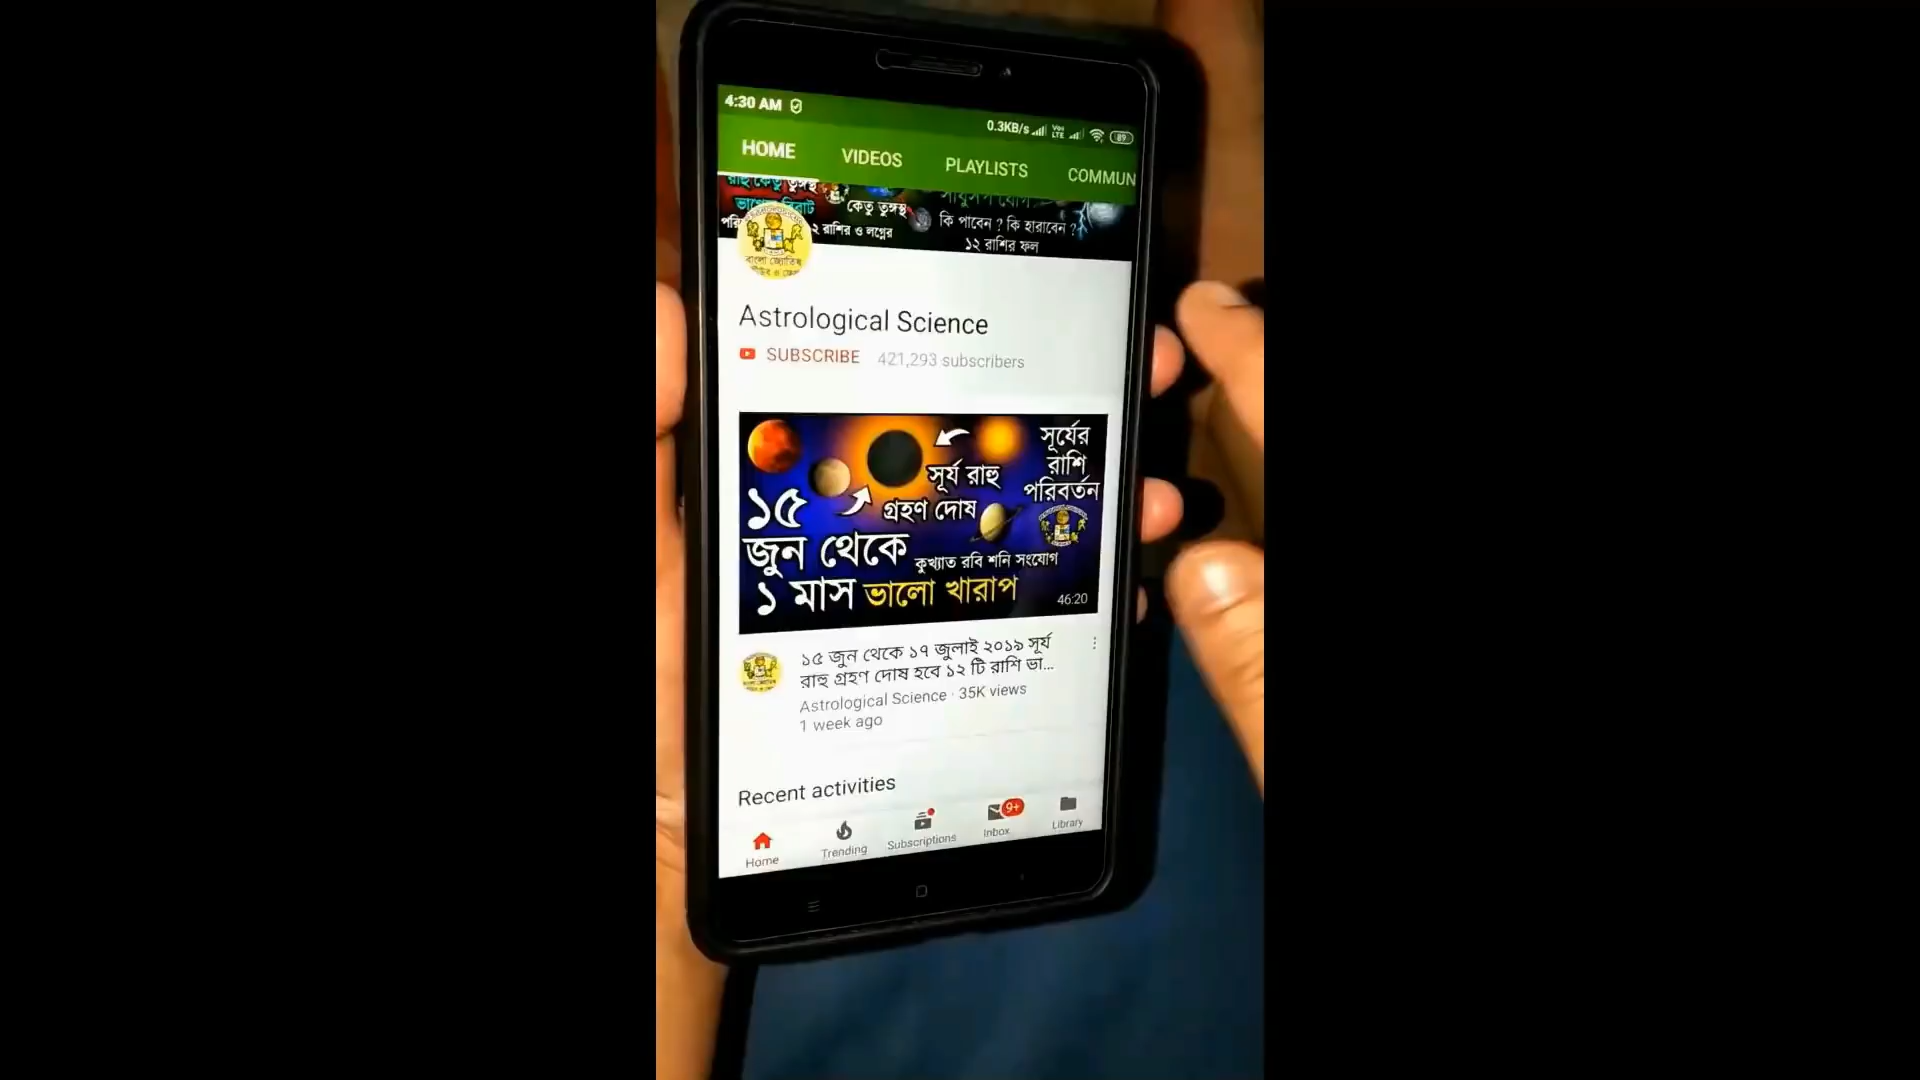 4:30 AM
0.3KB/s
89
HOME VIDEOS PLAYLISTS COMMUN
রাহু কেতু তুঙ্গস্থ
কেতু তুঙ্গস্থ
২ রাশির ও লগ্নের
কি পাবেন ? কি হারাবেন ?
১২ রাশির ফল
বাংলা জ্যোতিষ
Astrological Science
SUBSCRIBE 421,293 subscribers
সূর্যের
রাশি
পরিবর্তন
সূর্য রাহু
গ্রহণ দোষ
১৫
জুন থেকে
কুখ্যাত রবি শনি সংযোগ
১ মাস ভালো খারাপ
46:20
১৫ জুন থেকে ১৭ জুলাই ২০১৯ সূর্য
রাহু গ্রহণ দোষ হবে ১২ টি রাশি ভা...
Astrological Science · 35K views
1 week ago
Recent activities
9+
Home Trending Subscriptions Inbox Library